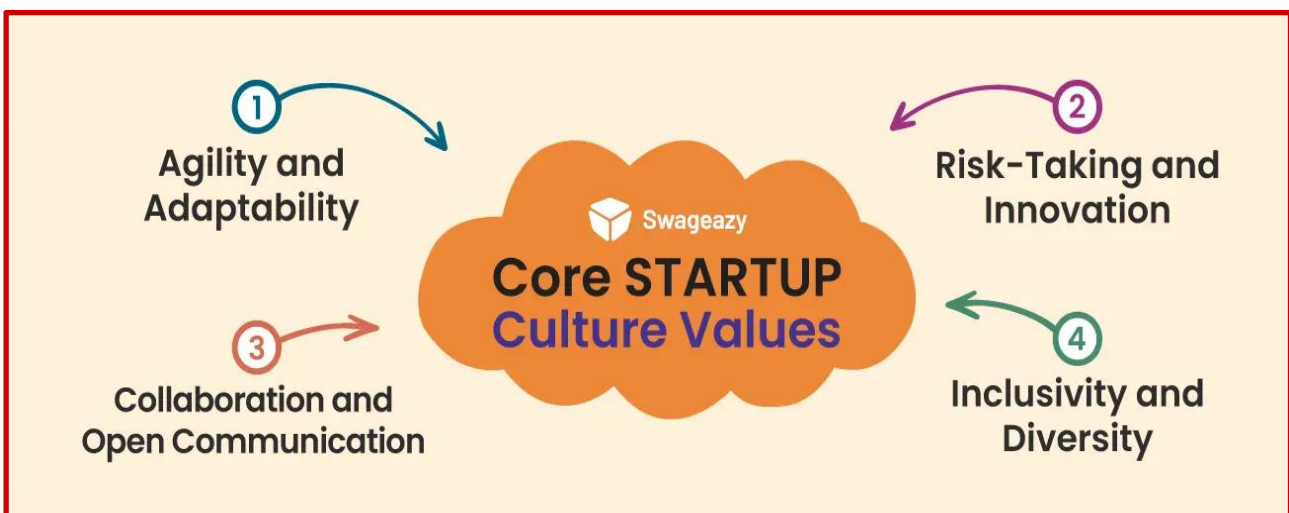 1
Agility and
Adaptability
2
Risk-Taking and
Innovation
Swageazy
Core STARTUP
Culture Values
3
Collaboration and
Open Communication
4
Inclusivity and
Diversity